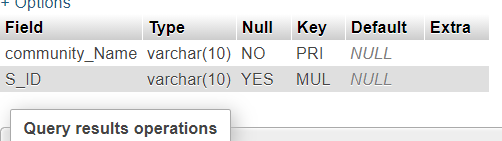 + Options
Field Type Null Key Default Extra
community_Name varchar(10) NO PRI NULL
S_ID varchar(10) YES MUL NULL
Query results operations